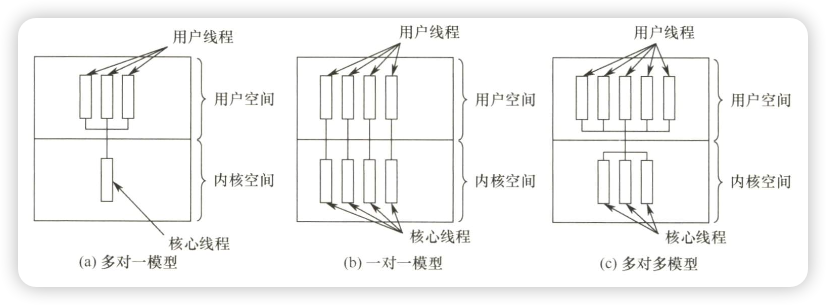 用户线程
用户空间
内核空间
核心线程
(a) 多对一模型
用户线程
用户空间
内核空间
核心线程
(b) 一对一模型
用户线程
用户空间
内核空间
核心线程
(c) 多对多模型